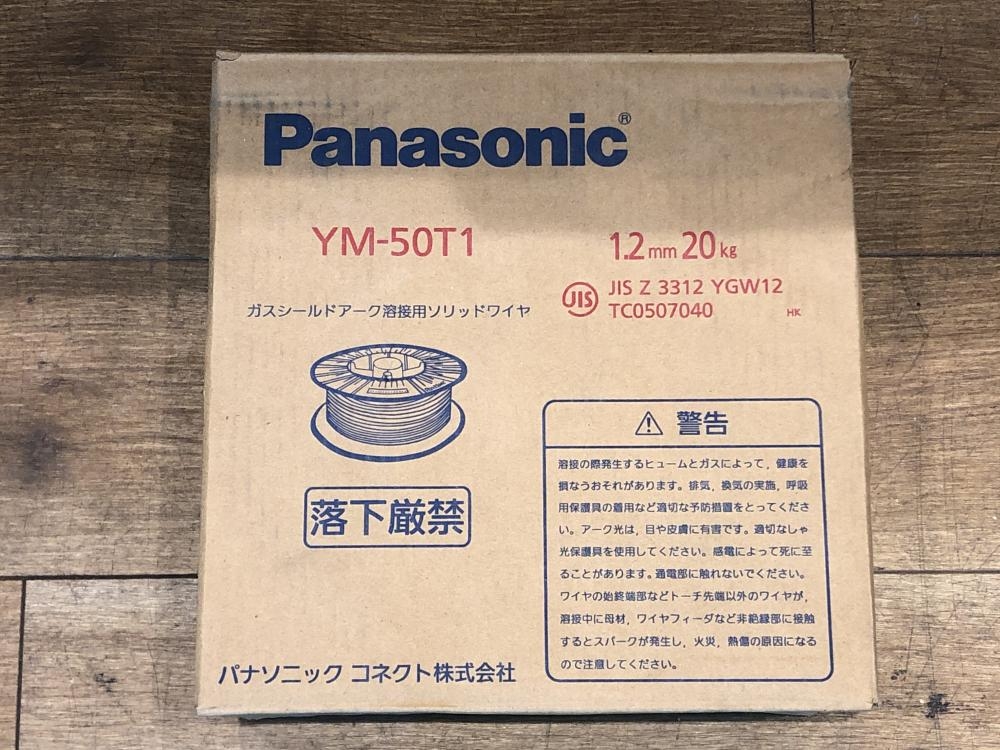 Panasonic®
YM-50T1
1.2mm 20kg
JIS JIS Z 3312 YGW12
TC0507040 HK
ガスシールドアーク溶接用ソリッドワイヤ
落下厳禁
警告
溶接の際発生するヒュームとガスによって，健康を
損なうおそれがあります。排気，換気の実施，呼吸
用保護具の着用など適切な予防措置をとってくださ
い。アーク光は，目や皮膚に有害です。適切なしゃ
光保護具を使用してください。感電によって死に至
ることがあります。通電部に触れないでください。
ワイヤの始終端部などトーチ先端以外のワイヤが，
溶接中に母材，ワイヤフィーダなど非絶縁部に接触
するとスパークが発生し，火災，熱傷の原因になる
ので注意してください。
パナソニック コネクト株式会社